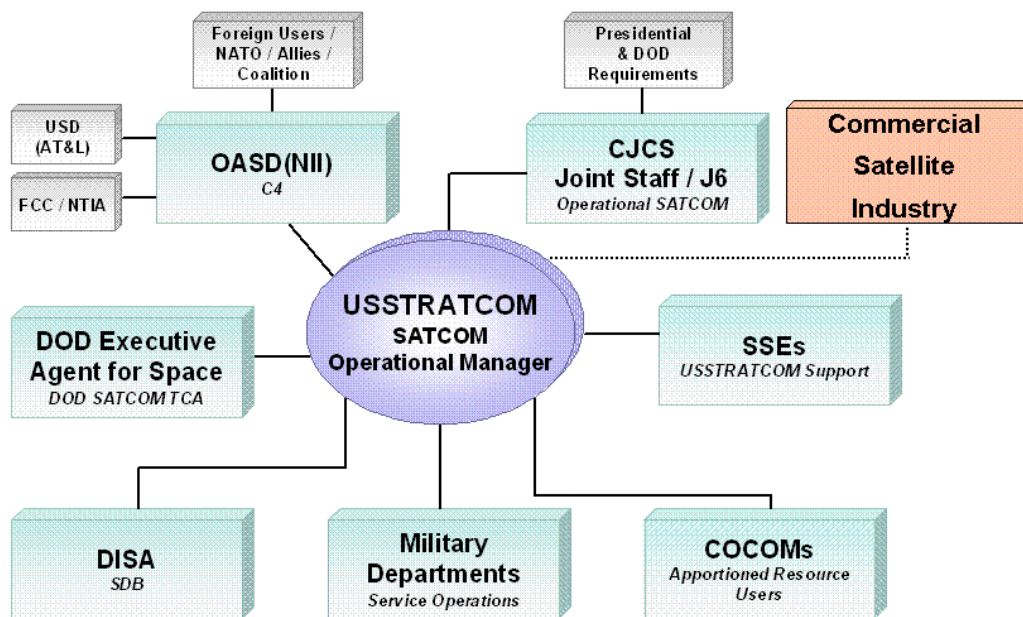 Foreign Users /
NATO / Allies /
Coalition
Presidential
& DOD
Requirements
USD
(AT&L)
FCC / NTIA
OASD(NII)
C4
CJCS
Joint Staff / J6
Operational SATCOM
Commercial
Satellite
Industry
USSTRATCOM
SATCOM
Operational Manager
DOD Executive
Agent for Space
DOD SATCOM TCA
SSEs
USSTRATCOM Support
DISA
SDB
Military
Departments
Service Operations
COCOMs
Apportioned Resource
Users